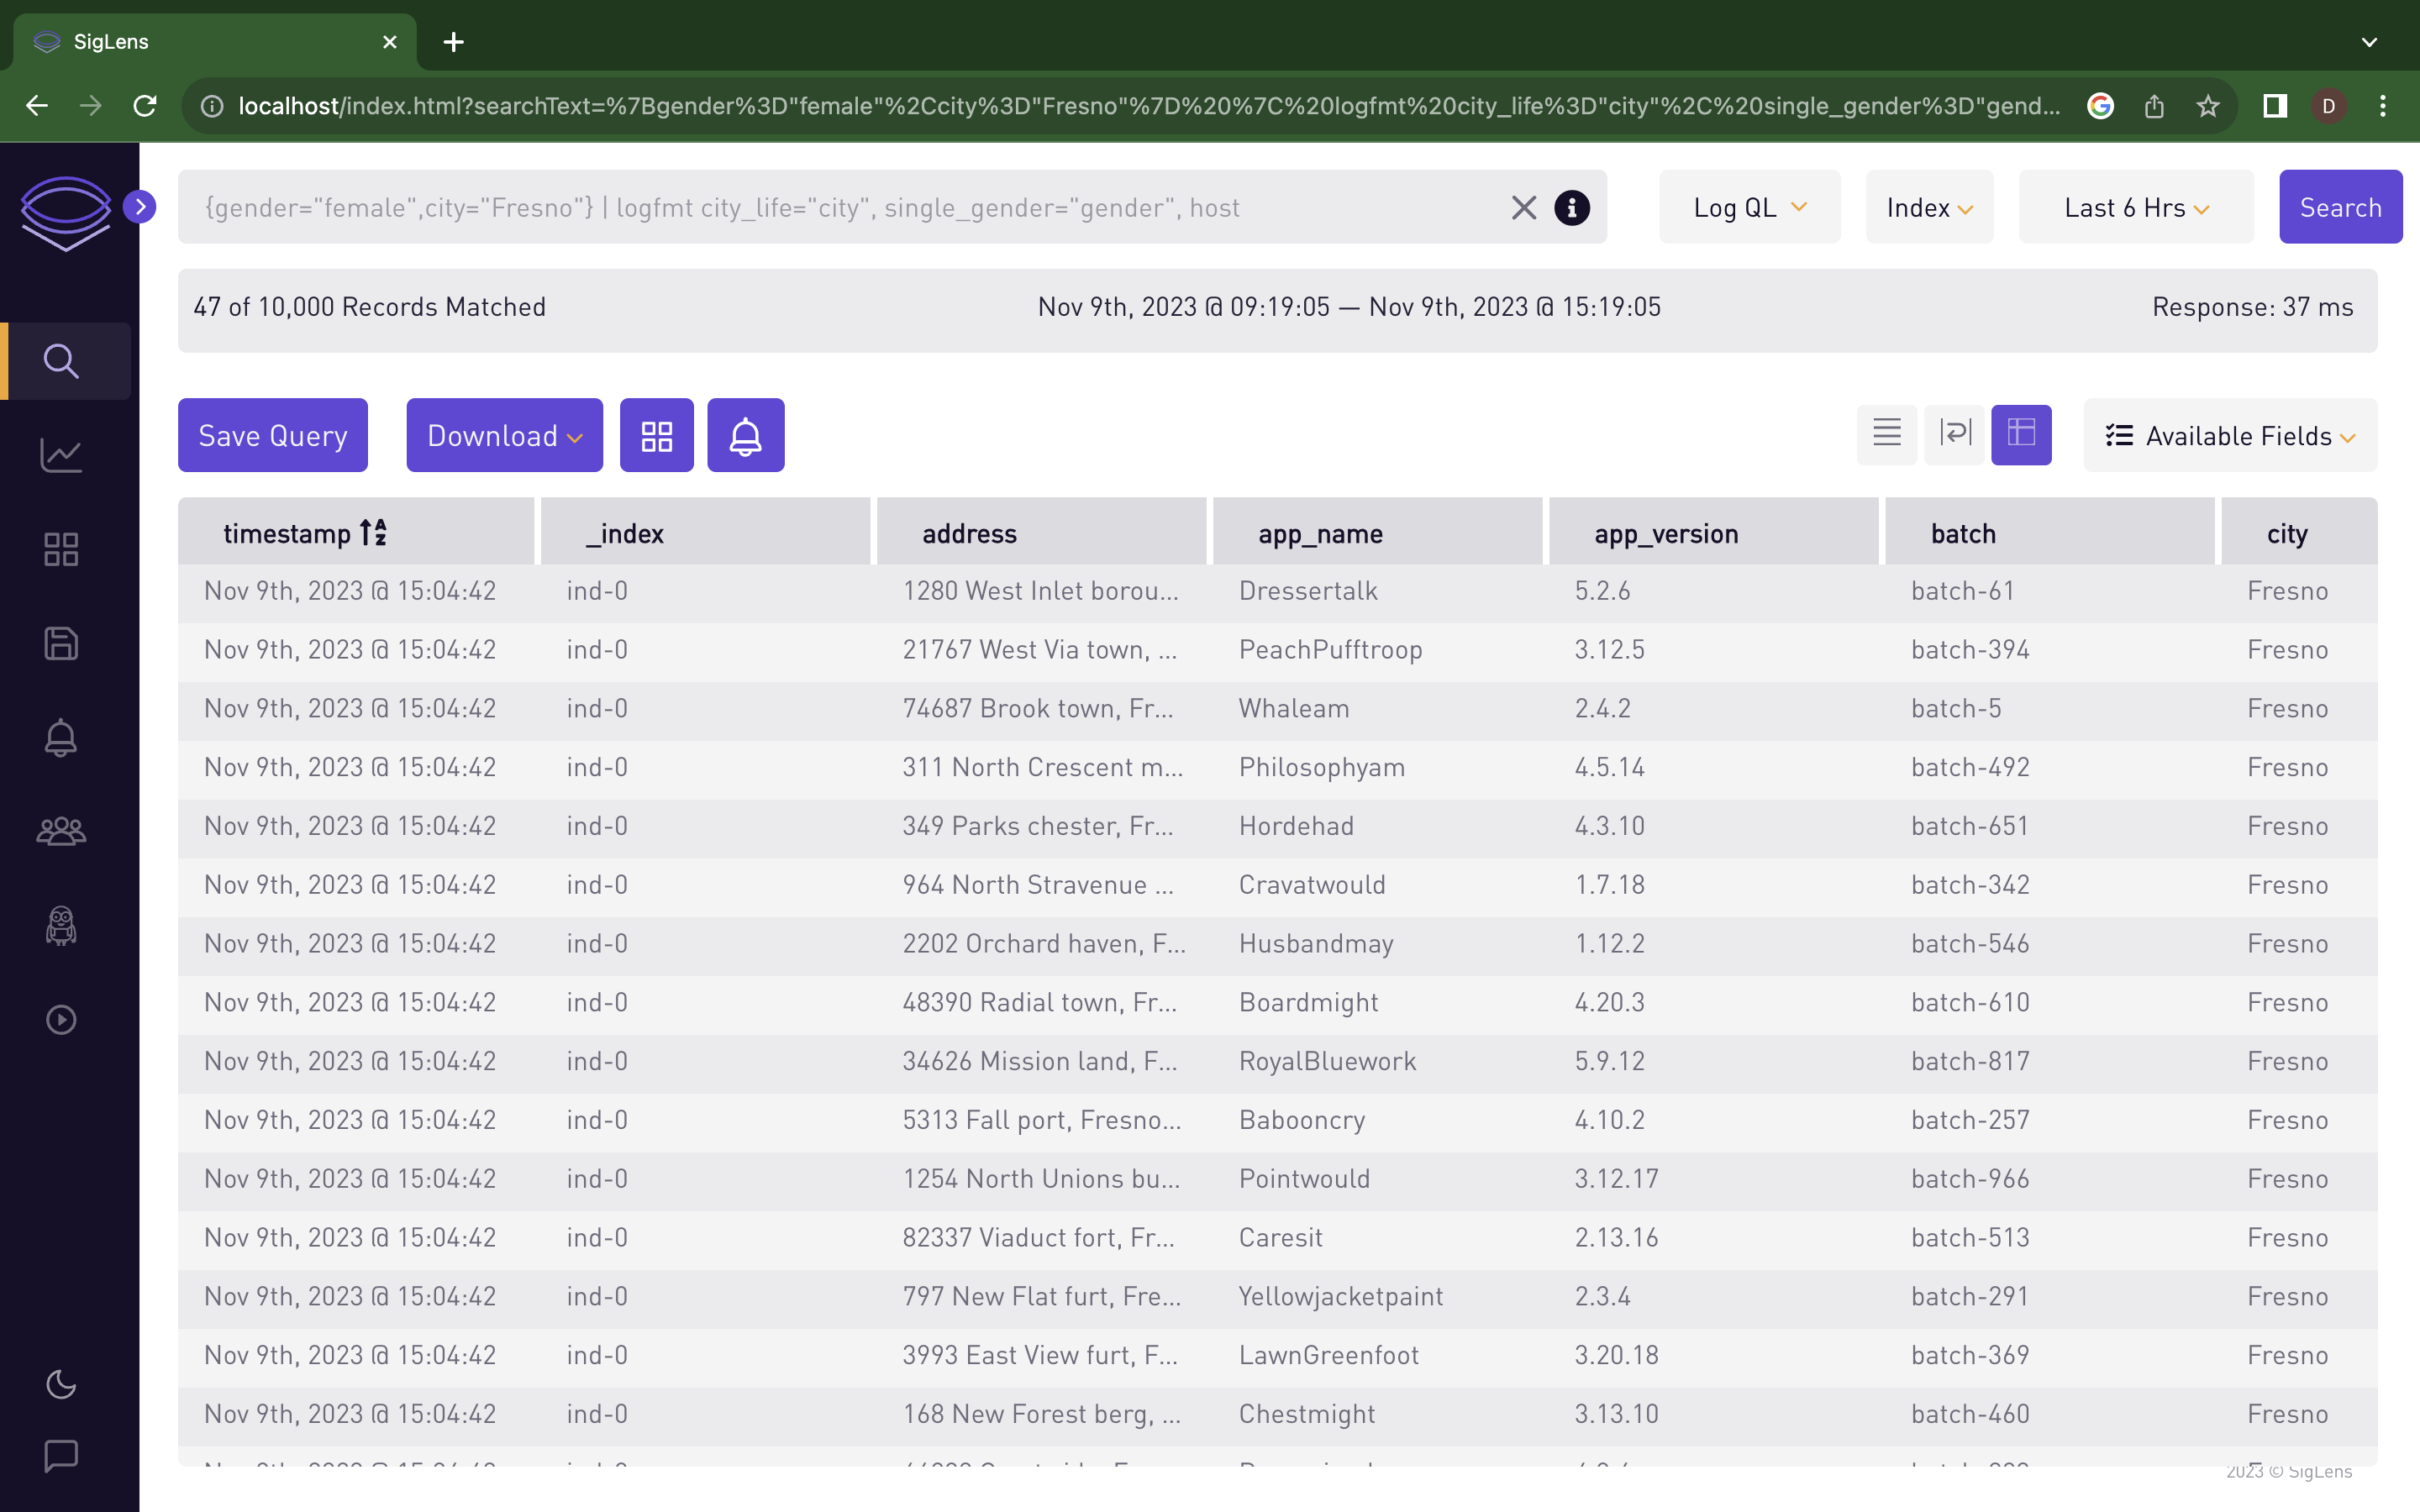 SigLens
localhost/index.html?searchText=%7Bgender%3D"female"%2Ccity%3D"Fresno"%7D%20%7C%20logfmt%20city_life%3D"city"%2C%20single_gender%3D"gend...
D
{gender="female",city="Fresno"} | logfmt city_life="city", single_gender="gender", host
Log QL
Index
Last 6 Hrs
Search
47 of 10,000 Records Matched
Nov 9th, 2023 @ 09:19:05 — Nov 9th, 2023 @ 15:19:05
Response: 37 ms
Save Query
Download
Available Fields
timestamp _index address app_name app_version batch city
Nov 9th, 2023 @ 15:04:42 ind-0 1280 West Inlet borou... Dressertalk 5.2.6 batch-61 Fresno
Nov 9th, 2023 @ 15:04:42 ind-0 21767 West Via town, ... PeachPufftroop 3.12.5 batch-394 Fresno
Nov 9th, 2023 @ 15:04:42 ind-0 74687 Brook town, Fr... Whaleam 2.4.2 batch-5 Fresno
Nov 9th, 2023 @ 15:04:42 ind-0 311 North Crescent m... Philosophyam 4.5.14 batch-492 Fresno
Nov 9th, 2023 @ 15:04:42 ind-0 349 Parks chester, Fr... Hordehad 4.3.10 batch-651 Fresno
Nov 9th, 2023 @ 15:04:42 ind-0 964 North Stravenue ... Cravatwould 1.7.18 batch-342 Fresno
Nov 9th, 2023 @ 15:04:42 ind-0 2202 Orchard haven, F... Husbandmay 1.12.2 batch-546 Fresno
Nov 9th, 2023 @ 15:04:42 ind-0 48390 Radial town, Fr... Boardmight 4.20.3 batch-610 Fresno
Nov 9th, 2023 @ 15:04:42 ind-0 34626 Mission land, F... RoyalBluework 5.9.12 batch-817 Fresno
Nov 9th, 2023 @ 15:04:42 ind-0 5313 Fall port, Fresno... Babooncry 4.10.2 batch-257 Fresno
Nov 9th, 2023 @ 15:04:42 ind-0 1254 North Unions bu... Pointwould 3.12.17 batch-966 Fresno
Nov 9th, 2023 @ 15:04:42 ind-0 82337 Viaduct fort, Fr... Caresit 2.13.16 batch-513 Fresno
Nov 9th, 2023 @ 15:04:42 ind-0 797 New Flat furt, Fre... Yellowjacketpaint 2.3.4 batch-291 Fresno
Nov 9th, 2023 @ 15:04:42 ind-0 3993 East View furt, F... LawnGreenfoot 3.20.18 batch-369 Fresno
Nov 9th, 2023 @ 15:04:42 ind-0 168 New Forest berg, ... Chestmight 3.13.10 batch-460 Fresno
2023 © SigLens